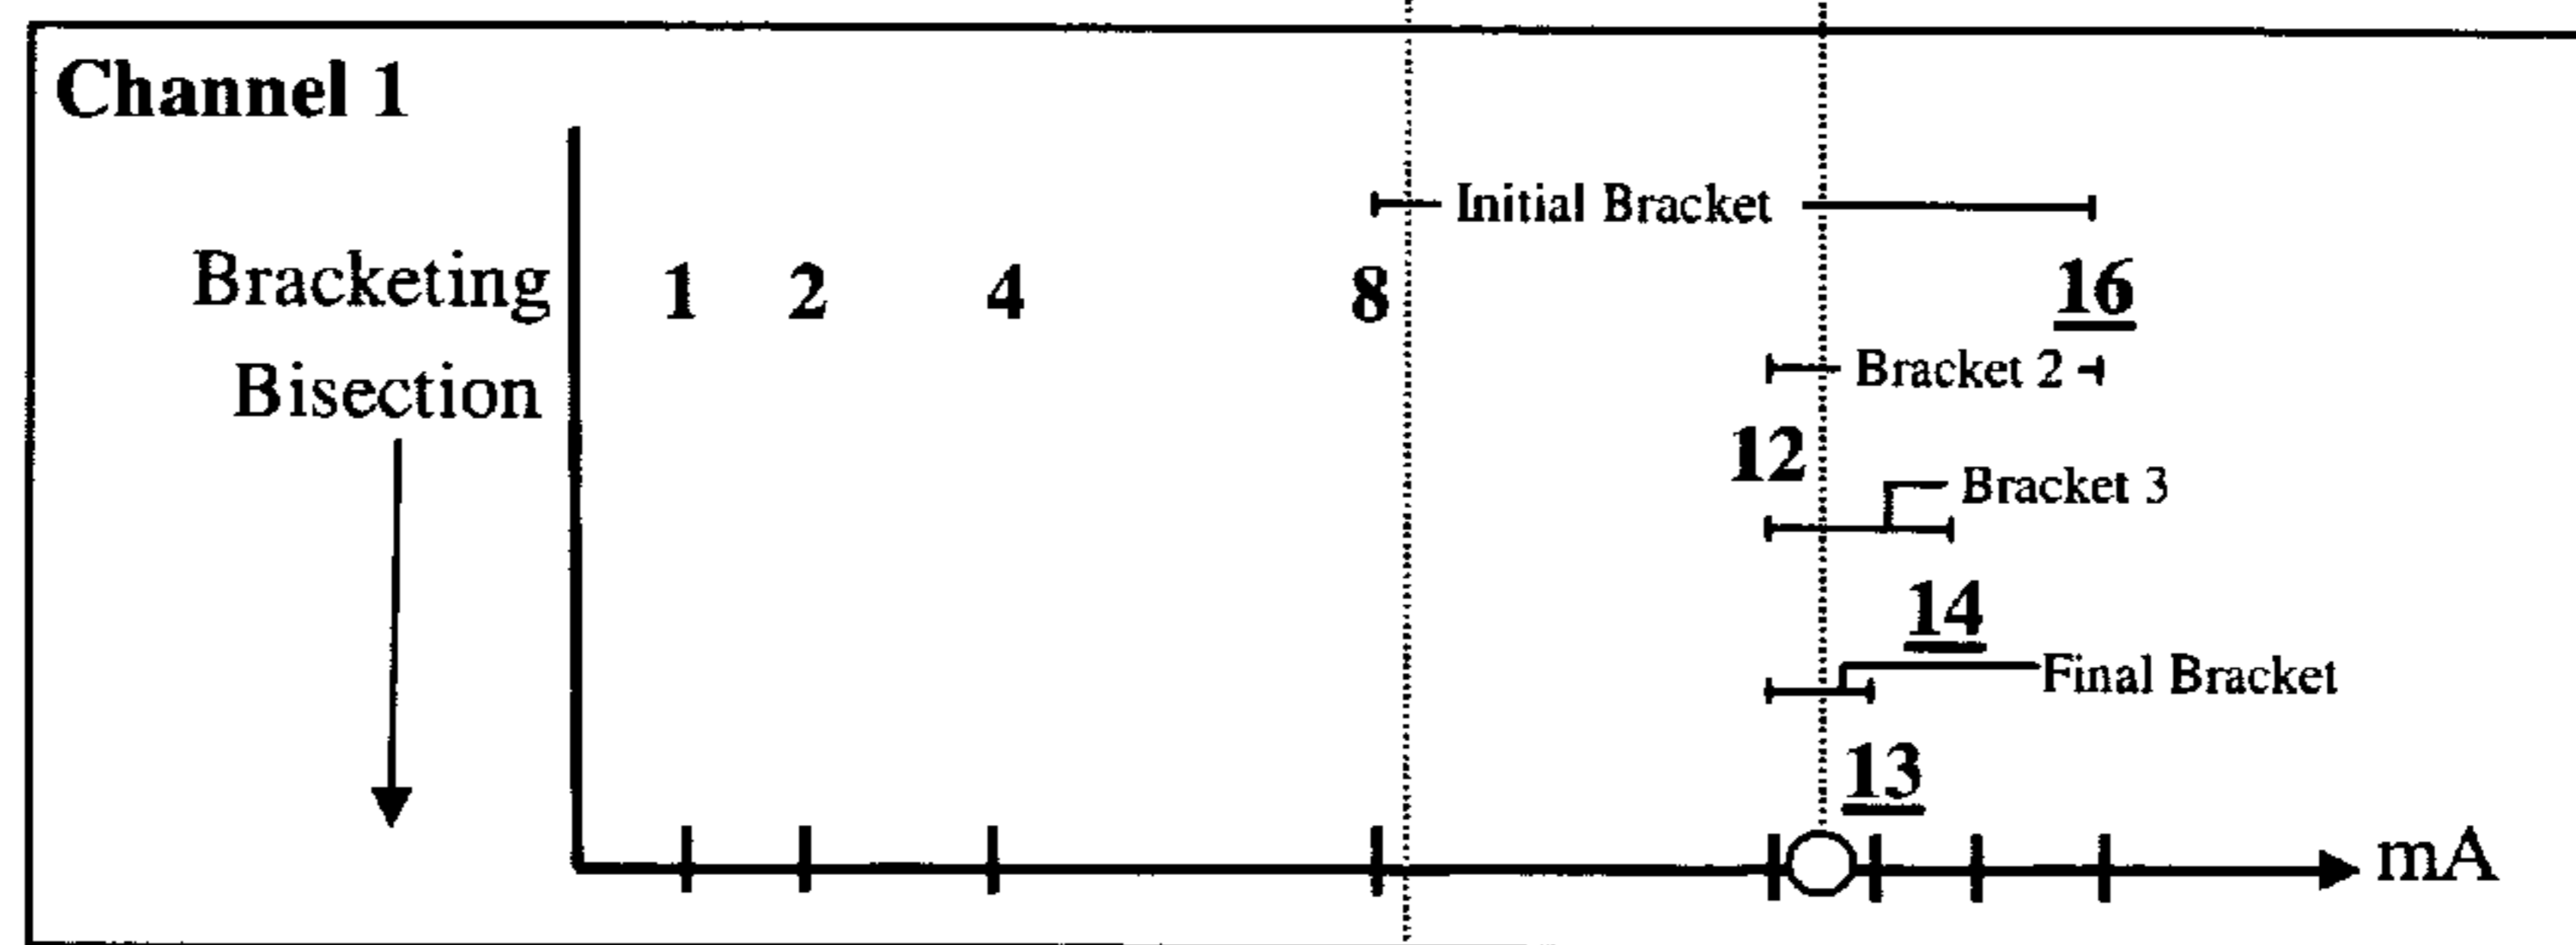 Channel 1
Initial Bracket
Bracketing 1 2 4 8 16
Bisection
Bracket 2
12
Bracket 3
14
Final Bracket
13
mA